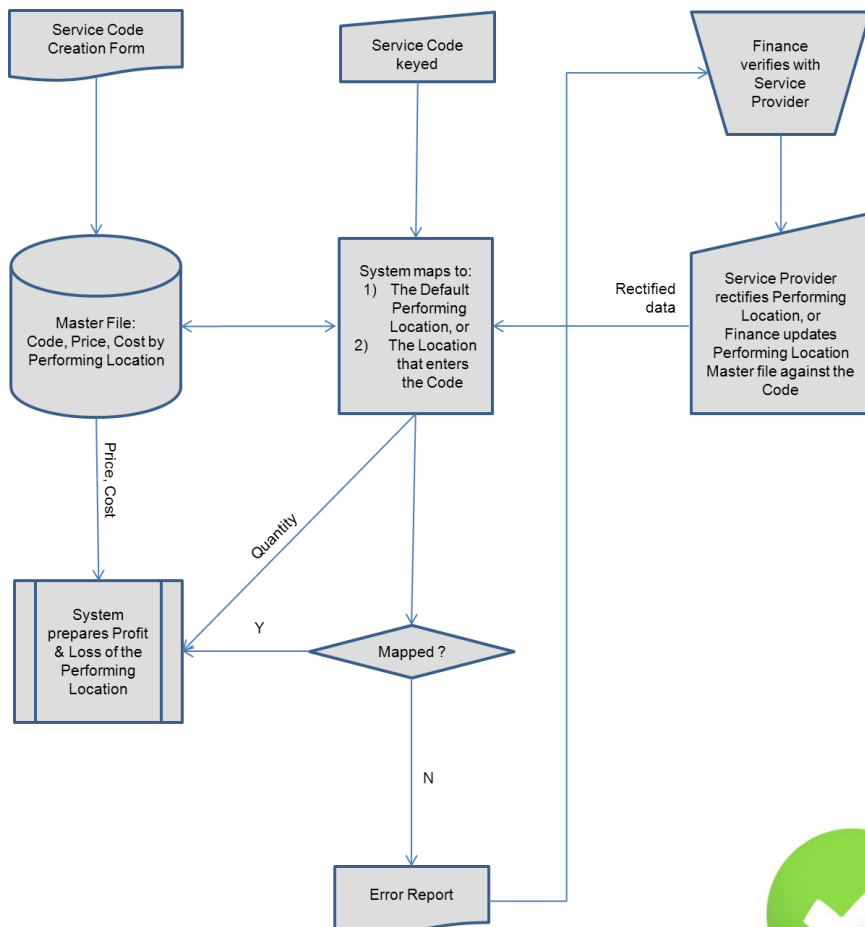 Service Code
Creation Form
Service Code
keyed
Finance
verifies with
Service
Provider
Master File:
Code, Price, Cost by
Performing Location
System maps to:
1) The Default
Performing
Location, or
2) The Location
that enters
the Code
Rectified
data
Service Provider
rectifies Performing
Location, or
Finance updates
Performing Location
Master file against the
Code
Price, Cost
Quantity
System
prepares Profit
& Loss of the
Performing
Location
Y
Mapped ?
N
Error Report